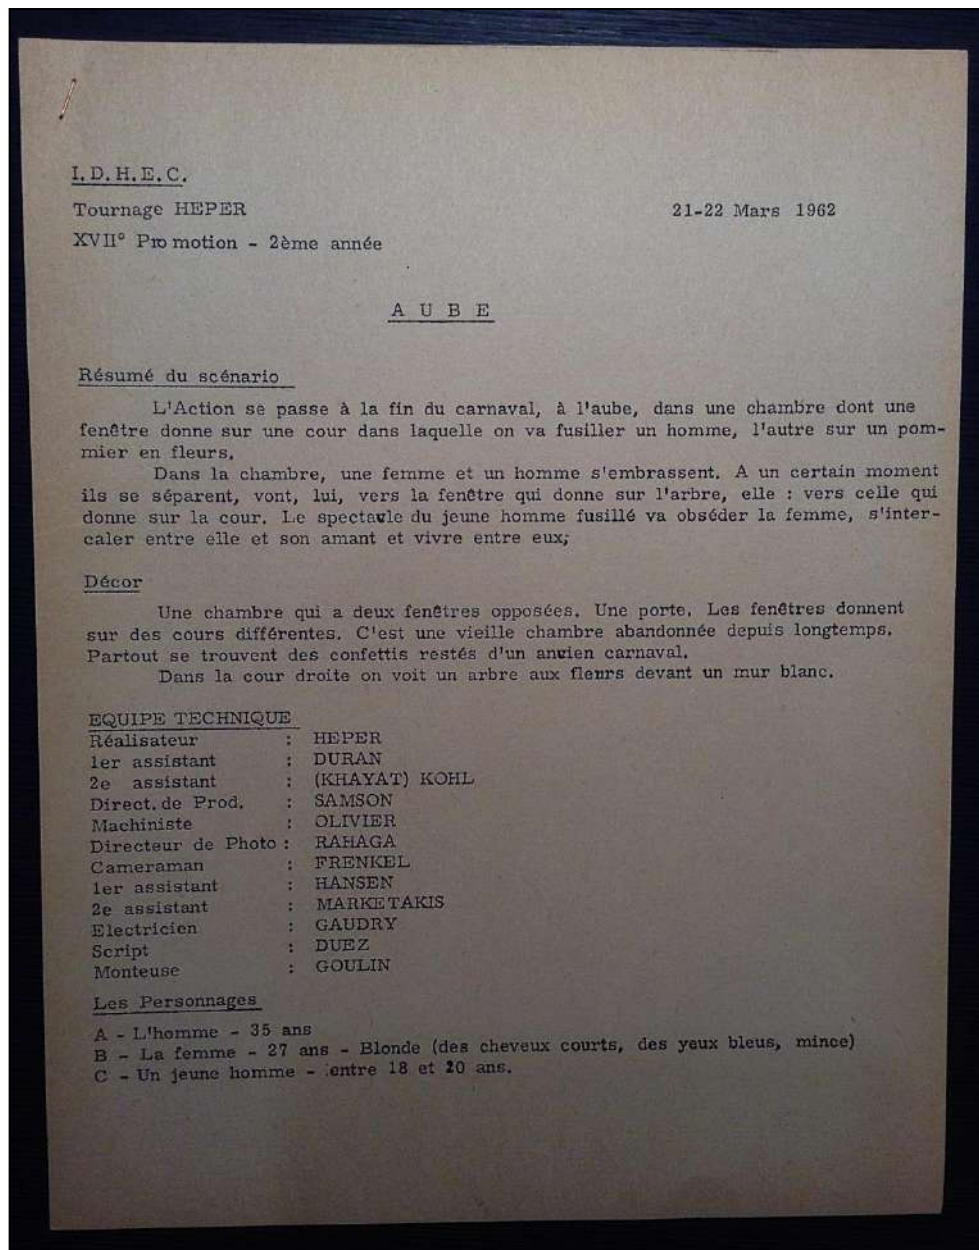 I.D.H.E.C.
Tournage HEPER 21-22 Mars 1962
XVII° Promotion - 2ème année
A U B E
Résumé du scénario
L'Action se passe à la fin du carnaval, à l'aube, dans une chambre dont une
fenêtre donne sur une cour dans laquelle on va fusiller un homme, l'autre sur un pom-
mier en fleurs.
Dans la chambre, une femme et un homme s'embrassent. A un certain moment
ils se séparent, vont, lui, vers la fenêtre qui donne sur l'arbre, elle : vers celle qui
donne sur la cour. Le spectavle du jeune homme fusillé va obséder la femme, s'inter-
caler entre elle et son amant et vivre entre eux;
Décor
Une chambre qui a deux fenêtres opposées. Une porte. Les fenêtres donnent
sur des cours différentes. C'est une vieille chambre abandonnée depuis longtemps.
Partout se trouvent des confettis restés d'un anvien carnaval.
Dans la cour droite on voit un arbre aux fleurs devant un mur blanc.
EQUIPE TECHNIQUE
Réalisateur : HEPER
1er assistant : DURAN
2e assistant : (KHAYAT) KOHL
Direct. de Prod. : SAMSON
Machiniste : OLIVIER
Directeur de Photo : RAHAGA
Cameraman : FRENKEL
1er assistant : HANSEN
2e assistant : MARKETAKIS
Electricien : GAUDRY
Script : DUEZ
Monteuse : GOULIN
Les Personnages
A - L'homme - 35 ans
B - La femme - 27 ans - Blonde (des cheveux courts, des yeux bleus, mince)
C - Un jeune homme - entre 18 et 20 ans.